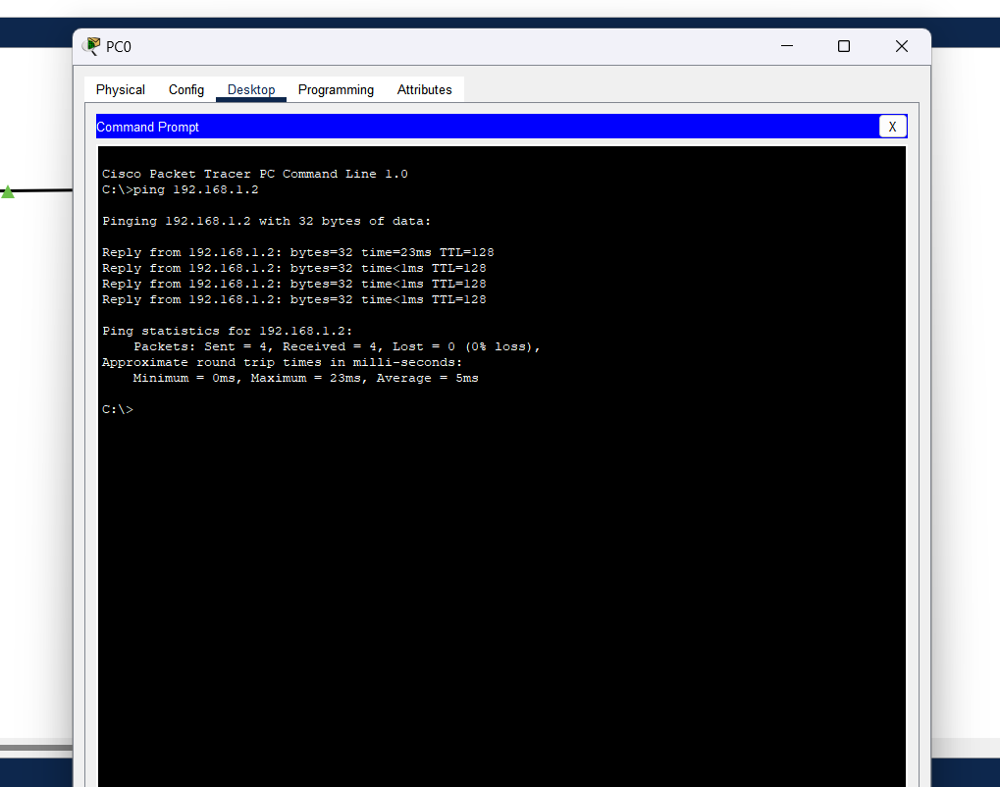 PC0
Physical Config Desktop Programming Attributes
Command Prompt X
Cisco Packet Tracer PC Command Line 1.0
C:\>ping 192.168.1.2
Pinging 192.168.1.2 with 32 bytes of data:
Reply from 192.168.1.2: bytes=32 time=23ms TTL=128
Reply from 192.168.1.2: bytes=32 time<1ms TTL=128
Reply from 192.168.1.2: bytes=32 time<1ms TTL=128
Reply from 192.168.1.2: bytes=32 time<1ms TTL=128
Ping statistics for 192.168.1.2:
    Packets: Sent = 4, Received = 4, Lost = 0 (0% loss),
Approximate round trip times in milli-seconds:
    Minimum = 0ms, Maximum = 23ms, Average = 5ms
C:\>